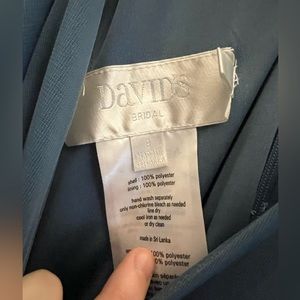 DaVID'S
BRIDAL
8
shell : 100% polyester
lining : 100% polyester
hand wash separately
only non-chlorine bleach as needed
line dry
cool iron as needed
or dry clean
made in Sri Lanka
100% polyester
100% polyester